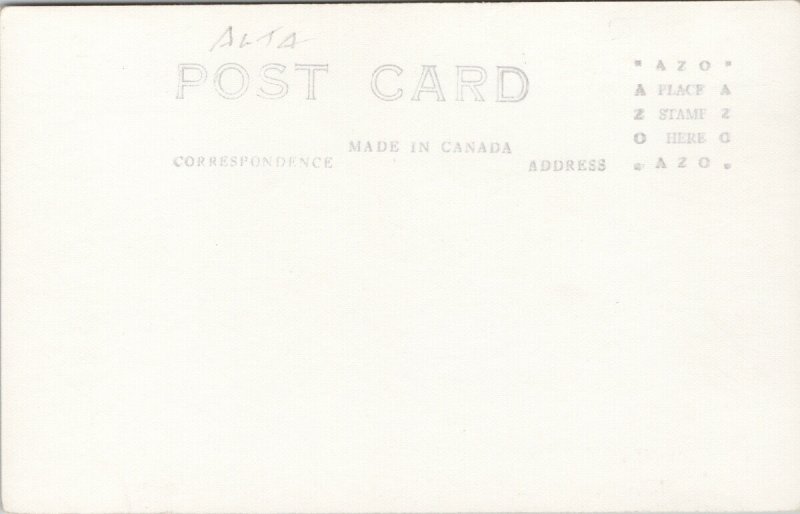 ALTA
POST CARD
MADE IN CANADA
CORRESPONDENCE
ADDRESS
AZO
A PLACE A
Z STAMP Z
O HERE O
AZO